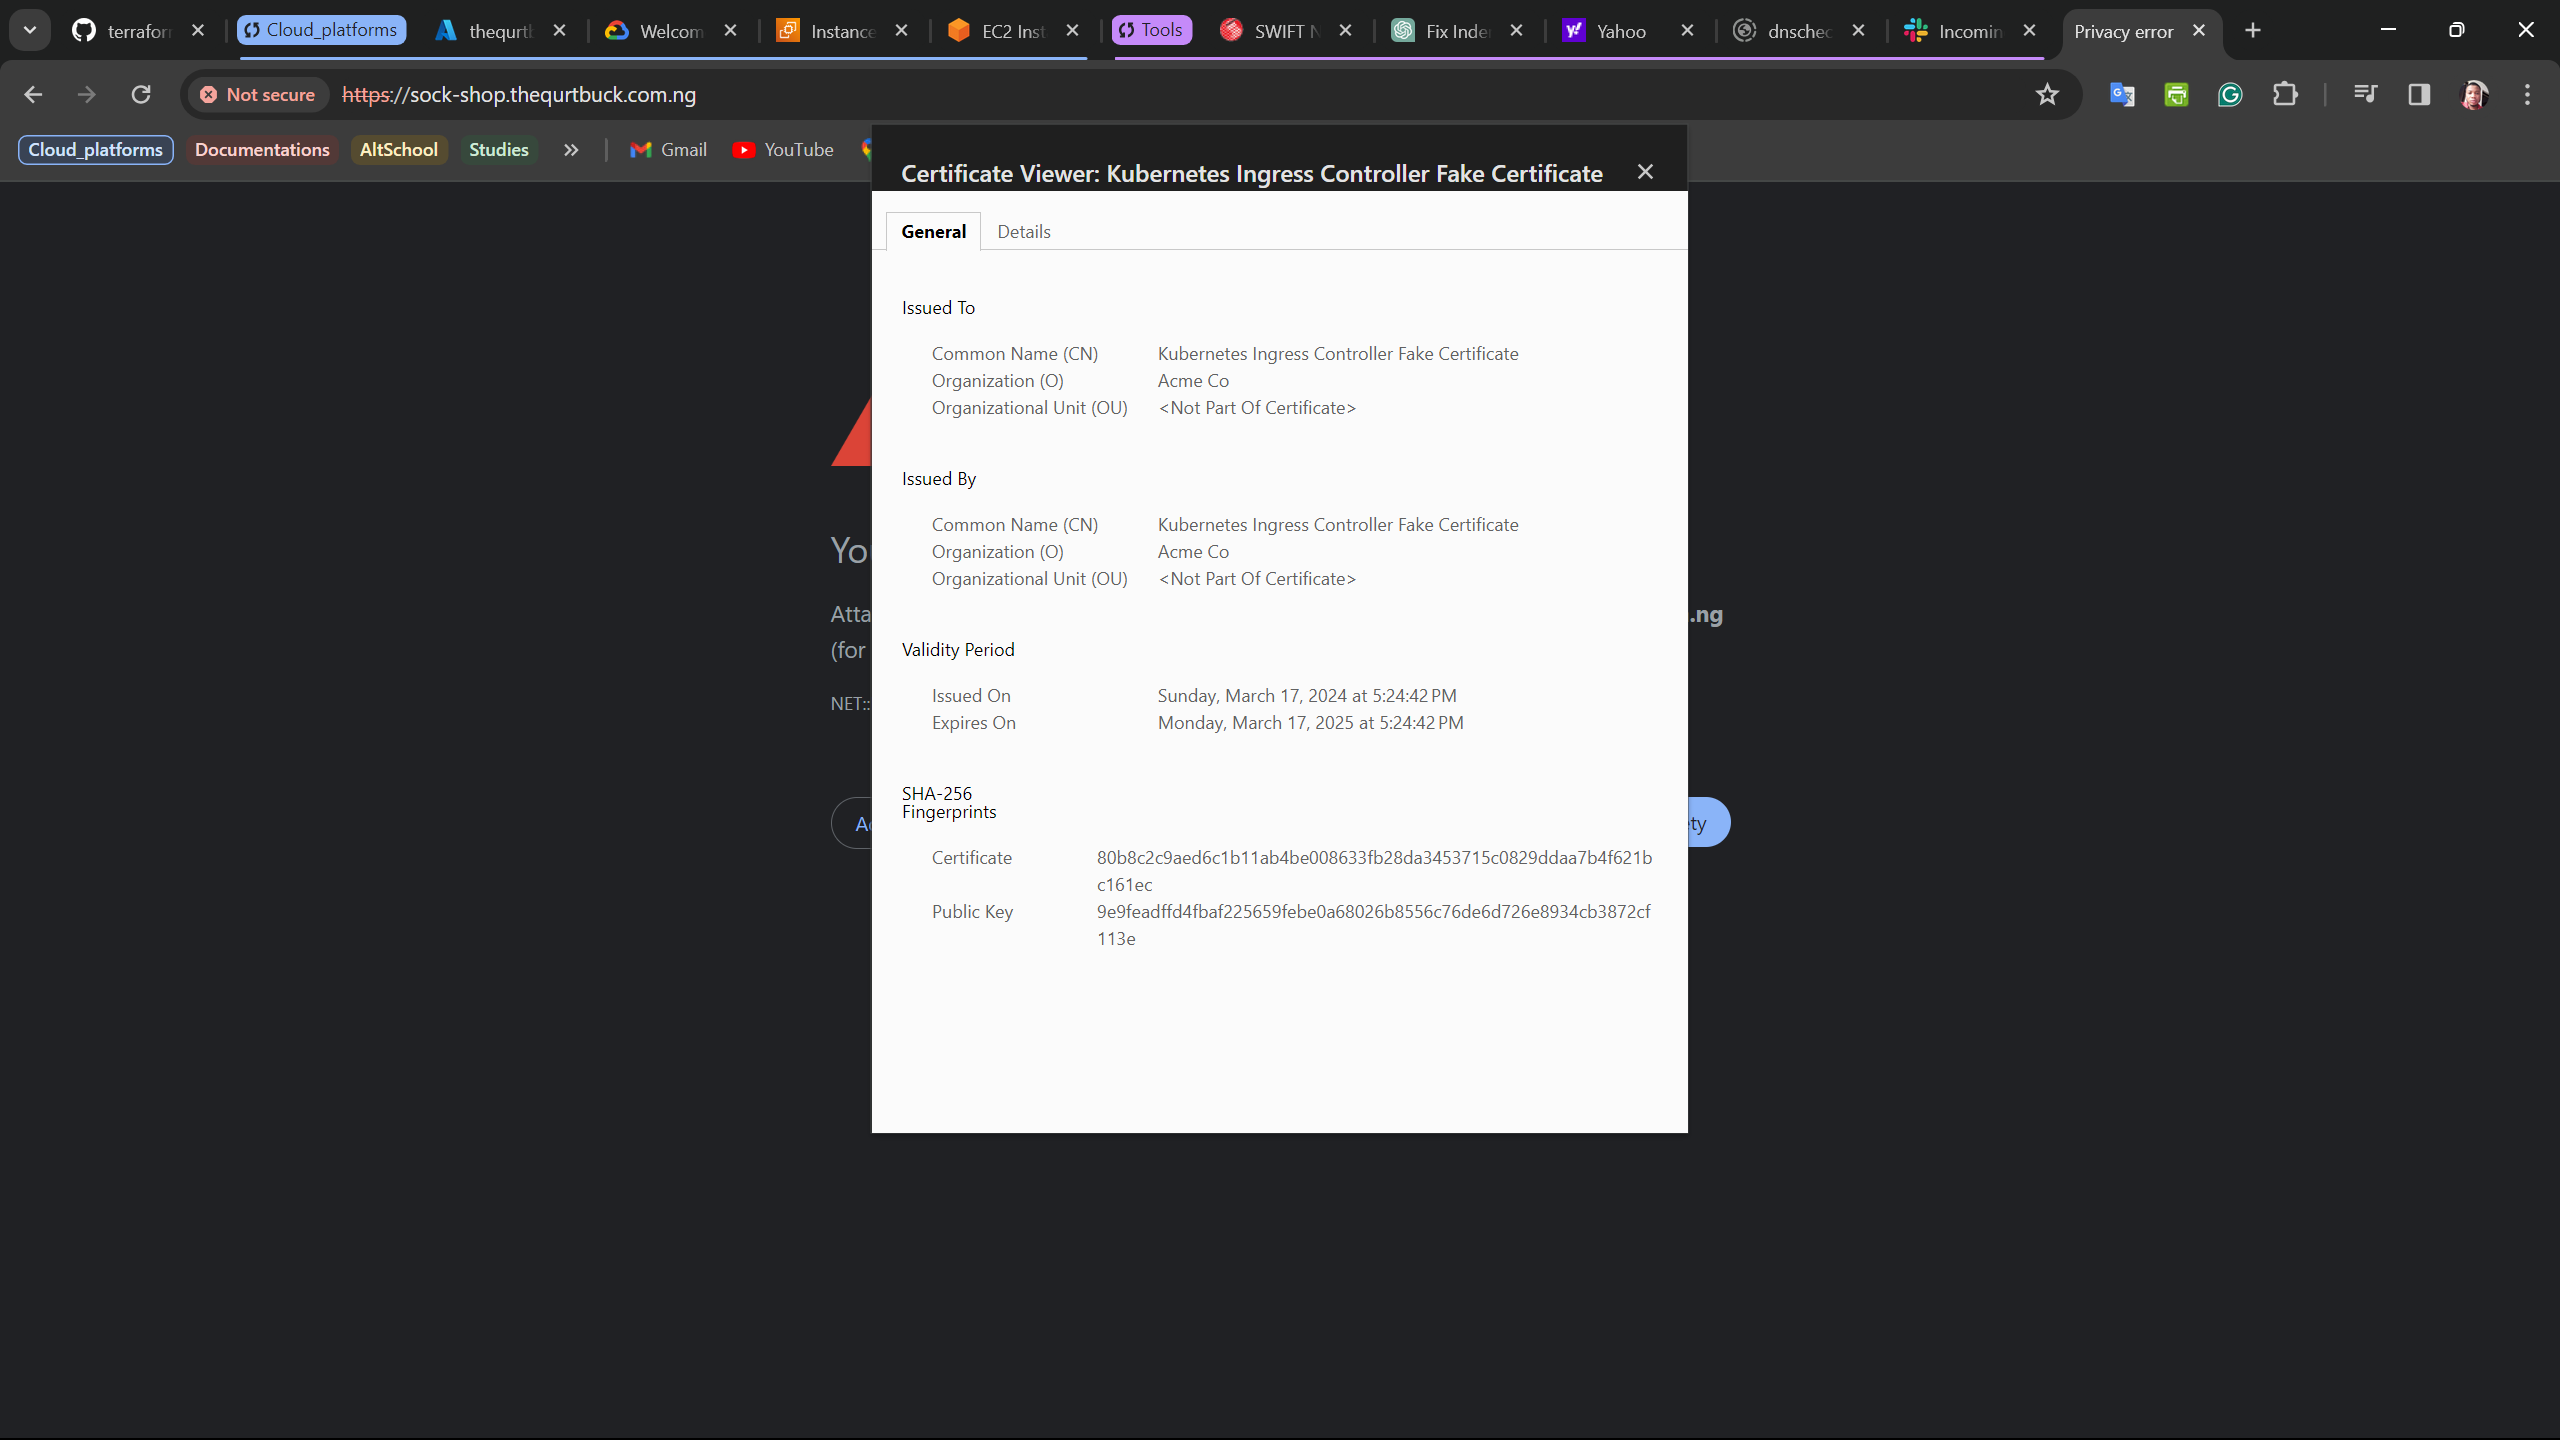 terrafor
Cloud_platforms
thequrtl
Welcom
Instance
EC2 Inst
Tools
SWIFT N
Fix Inde
Yahoo
dnschec
Incomin
Privacy error
Not secure
https://sock-shop.thequrtbuck.com.ng
Cloud_platforms
Documentations
AltSchool
Studies
»
Gmail
YouTube
Certificate Viewer: Kubernetes Ingress Controller Fake Certificate
General
Details
Issued To
Common Name (CN) Kubernetes Ingress Controller Fake Certificate
Organization (O) Acme Co
Organizational Unit (OU) <Not Part Of Certificate>
Issued By
Common Name (CN) Kubernetes Ingress Controller Fake Certificate
Yo
Organization (O) Acme Co
Organizational Unit (OU) <Not Part Of Certificate>
Atta
.ng
(for
Validity Period
Issued On Sunday, March 17, 2024 at 5:24:42 PM
NET::
Expires On Monday, March 17, 2025 at 5:24:42 PM
SHA-256
Fingerprints
A
ety
Certificate 80b8c2c9aed6c1b11ab4be008633fb28da3453715c0829ddaa7b4f621b
c161ec
Public Key 9e9feadffd4fbaf225659febe0a68026b8556c76de6d726e8934cb3872cf
113e